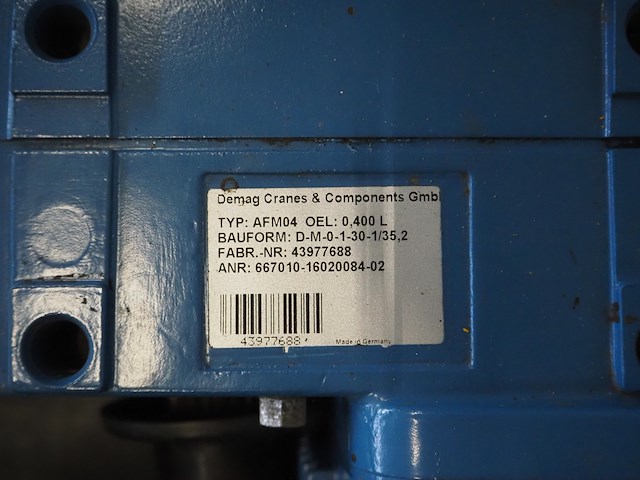 Demag Cranes & Components GmbH
TYP: AFM04 OEL: 0,400 L
BAUFORM: D-M-0-1-30-1/35,2
FABR.-NR: 43977688
ANR: 667010-16020084-02
43977688
Made in Germany